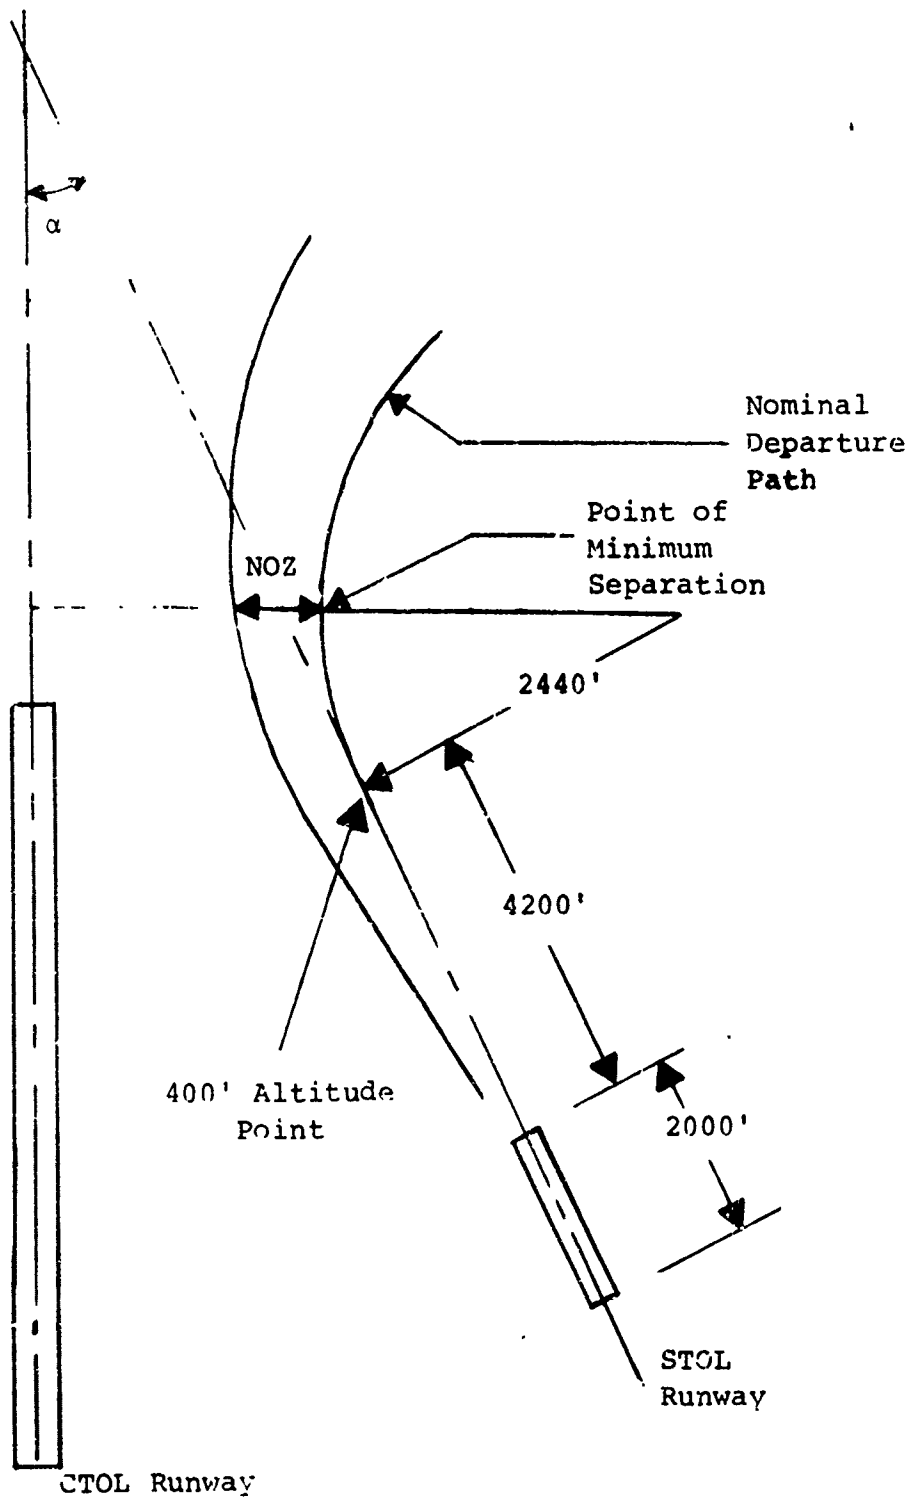 α
Nominal
Departure
Path
Point of
Minimum
Separation
NOZ
2440'
4200'
400' Altitude
Point
2000'
STOL
Runway
CTOL Runway